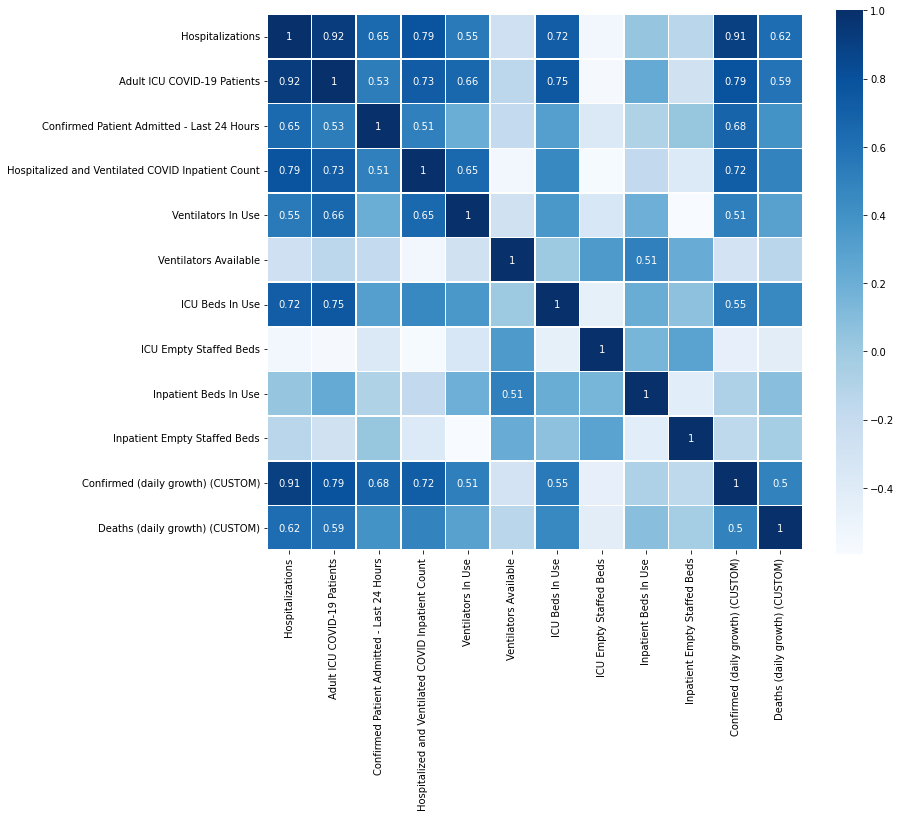 Hospitalizations 1 0.92 0.65 0.79 0.55 0.72 0.91 0.62
Adult ICU COVID-19 Patients 0.92 1 0.53 0.73 0.66 0.75 0.79 0.59
Confirmed Patient Admitted - Last 24 Hours 0.65 0.53 1 0.51 0.68
Hospitalized and Ventilated COVID Inpatient Count 0.79 0.73 0.51 1 0.65 0.72
Ventilators In Use 0.55 0.66 0.65 1 0.51
Ventilators Available 1 0.51
ICU Beds In Use 0.72 0.75 1 0.55
ICU Empty Staffed Beds 1
Inpatient Beds In Use 0.51 1
Inpatient Empty Staffed Beds 1
Confirmed (daily growth) (CUSTOM) 0.91 0.79 0.68 0.72 0.51 0.55 1 0.5
Deaths (daily growth) (CUSTOM) 0.62 0.59 0.5 1
Hospitalizations
Adult ICU COVID-19 Patients
Confirmed Patient Admitted - Last 24 Hours
Hospitalized and Ventilated COVID Inpatient Count
Ventilators In Use
Ventilators Available
ICU Beds In Use
ICU Empty Staffed Beds
Inpatient Beds In Use
Inpatient Empty Staffed Beds
Confirmed (daily growth) (CUSTOM)
Deaths (daily growth) (CUSTOM)
1.0
0.8
0.6
0.4
0.2
0.0
−0.2
−0.4